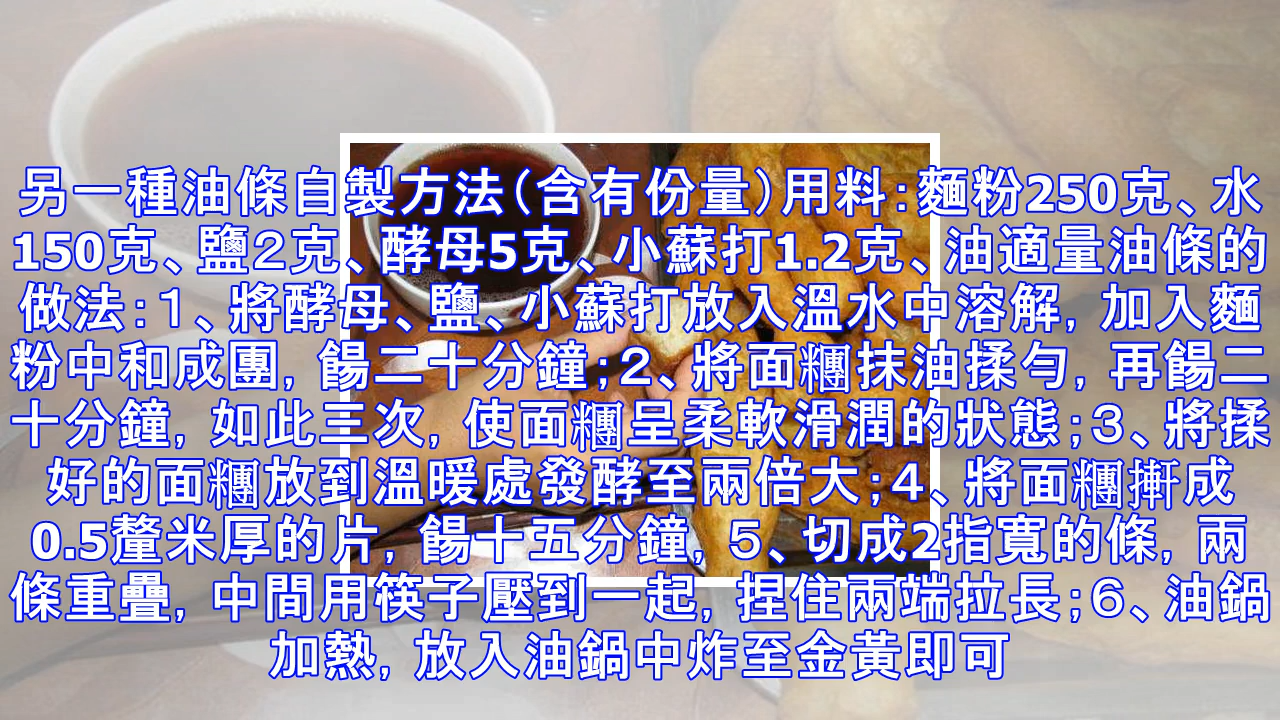 另一種油條自製方法(含有份量)用料:麵粉250克、水
150克、鹽2克、酵母5克、小蘇打1.2克、油適量油條的
做法:1、將酵母、鹽、小蘇打放入溫水中溶解, 加入麵
粉中和成團, 餳二十分鐘;2、將面糰抹油揉勻, 再餳二
十分鐘, 如此三次, 使面糰呈柔軟滑潤的狀態;3、將揉
好的面糰放到溫暖處發酵至兩倍大;4、將面糰擀成
0.5釐米厚的片, 餳十五分鐘, 5、切成2指寬的條, 兩
條重疊, 中間用筷子壓到一起, 捏住兩端拉長;6、油鍋
加熱, 放入油鍋中炸至金黃即可